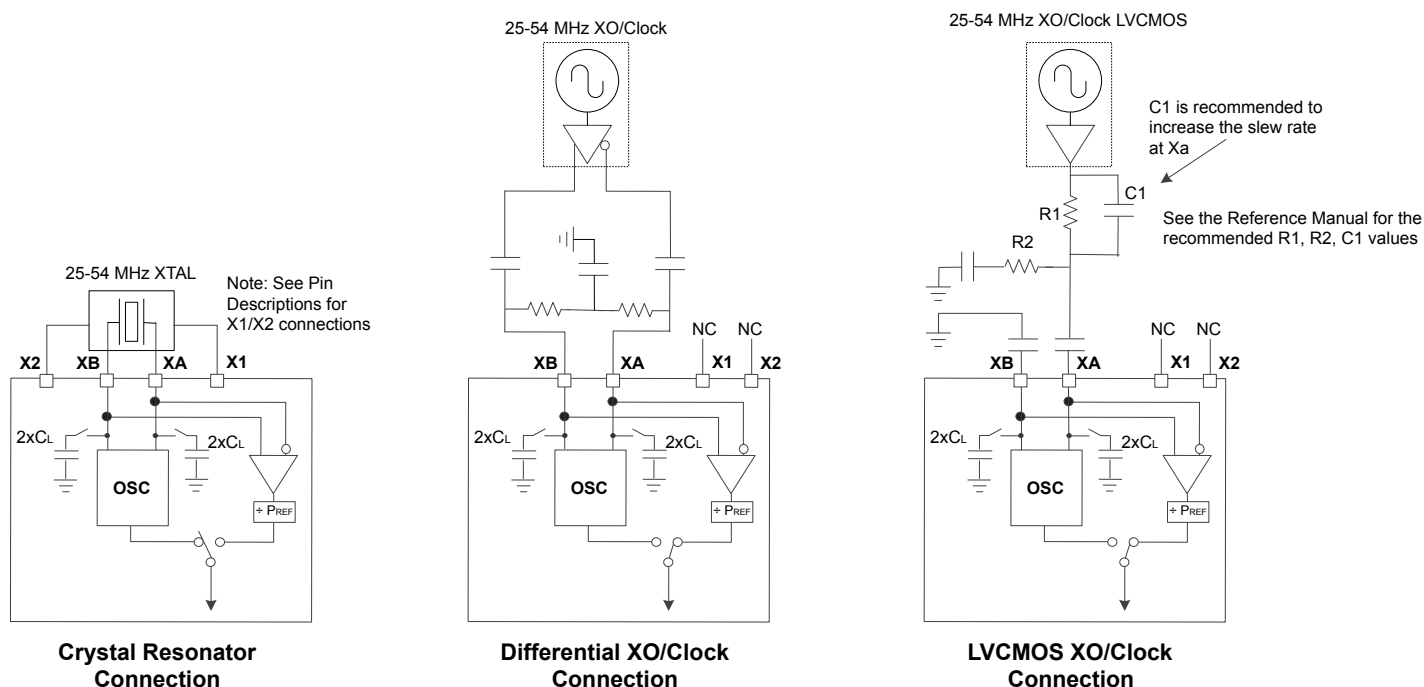 25-54 MHz XTAL
Note: See Pin
Descriptions for
X1/X2 connections
X2
XB
XA
X1
2xCL
2xCL
OSC
÷ PREF
Crystal Resonator
Connection
25-54 MHz XO/Clock
NC
NC
XB
XA
X1
X2
2xCL
2xCL
OSC
÷ PREF
Differential XO/Clock
Connection
25-54 MHz XO/Clock LVCMOS
C1 is recommended to
increase the slew rate
at Xa
C1
R1
See the Reference Manual for the
recommended R1, R2, C1 values
R2
NC
NC
XB
XA
X1
X2
2xCL
2xCL
OSC
÷ PREF
LVCMOS XO/Clock
Connection